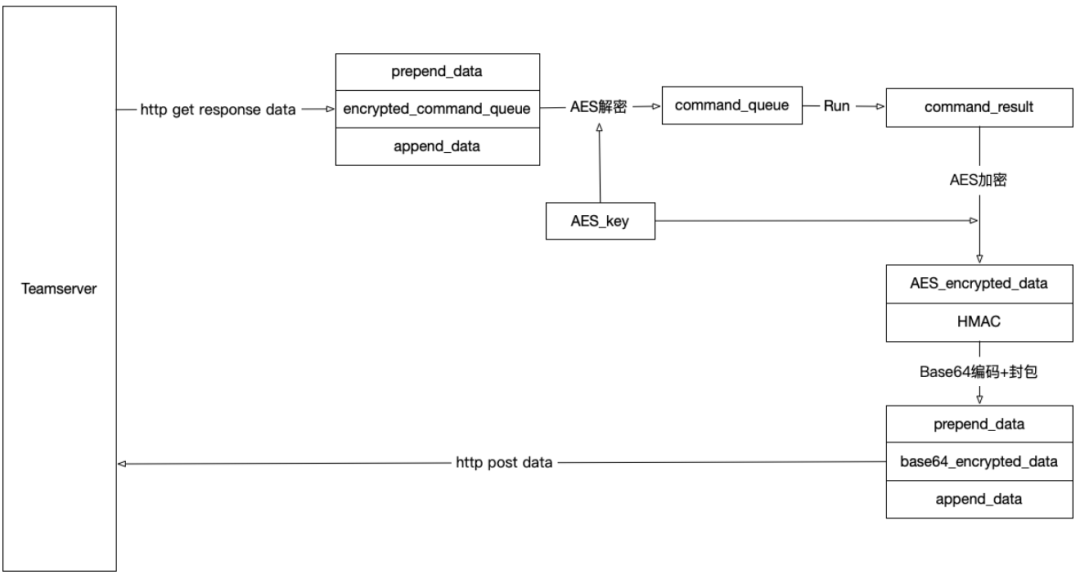 Teamserver
http get response data
prepend_data
encrypted_command_queue
append_data
AES解密
command_queue
Run
command_result
AES_key
AES加密
AES_encrypted_data
HMAC
Base64编码+封包
prepend_data
base64_encrypted_data
append_data
http post data